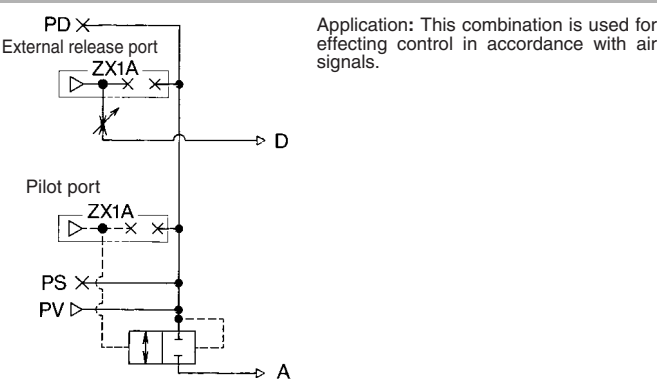 PD
External release port
ZX1A
D
Pilot port
ZX1A
PS
PV
A
Application: This combination is used for
effecting control in accordance with air
signals.